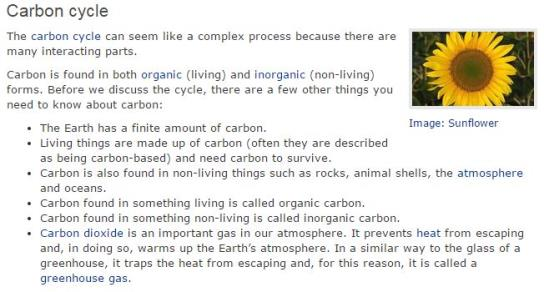 Carbon cycle
The carbon cycle can seem like a complex process because there are
many interacting parts.
Carbon is found in both organic (living) and inorganic (non-living)
forms. Before we discuss the cycle, there are a few other things you
need to know about carbon:
Image: Sunflower
• The Earth has a finite amount of carbon.
• Living things are made up of carbon (often they are described
as being carbon-based) and need carbon to survive.
• Carbon is also found in non-living things such as rocks, animal shells, the atmosphere
and oceans.
• Carbon found in something living is called organic carbon.
• Carbon found in something non-living is called inorganic carbon.
• Carbon dioxide is an important gas in our atmosphere. It prevents heat from escaping
and, in doing so, warms up the Earth's atmosphere. In a similar way to the glass of a
greenhouse, it traps the heat from escaping and, for this reason, it is called a
greenhouse gas.